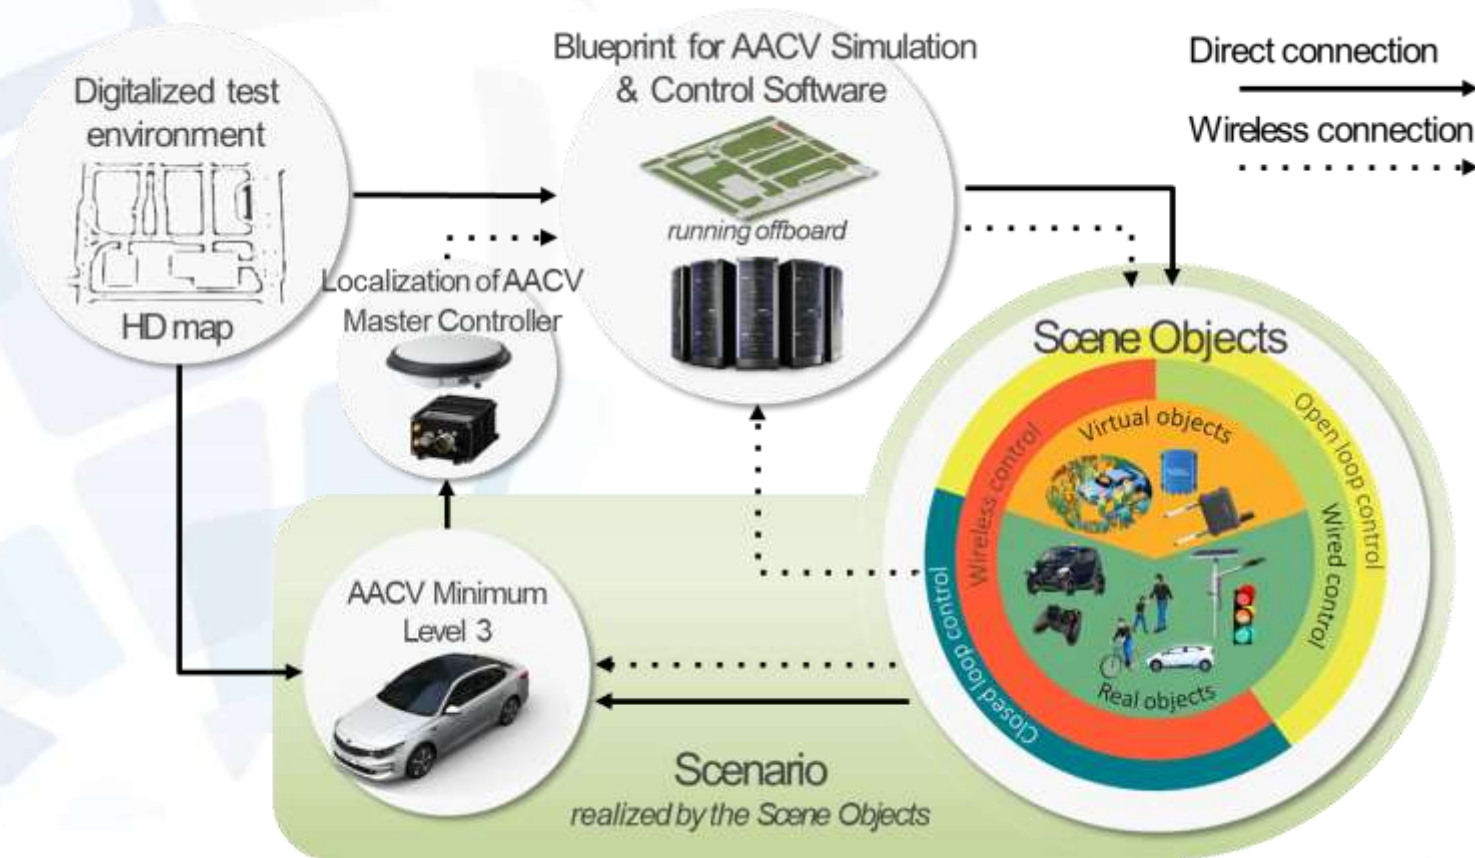 Digitalized test
environment
HD map
Blueprint for AACV Simulation
& Control Software
running offboard
Direct connection
Wireless connection
Localization of AACV
Master Controller
Scene Objects
Virtual objects
Open loop control
Wireless control
Wired control
Closed loop control
Real objects
AACV Minimum
Level 3
Scenario
realized by the Scene Objects